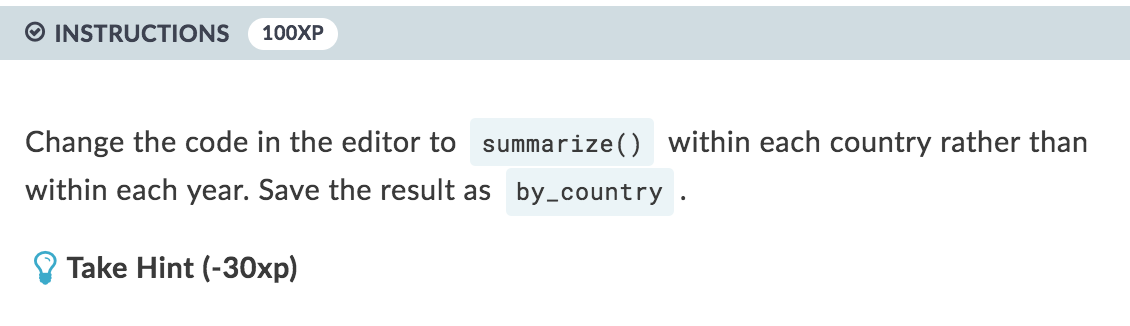 INSTRUCTIONS 100XP
Change the code in the editor to summarize() within each country rather than
within each year. Save the result as by_country.
Take Hint (-30xp)